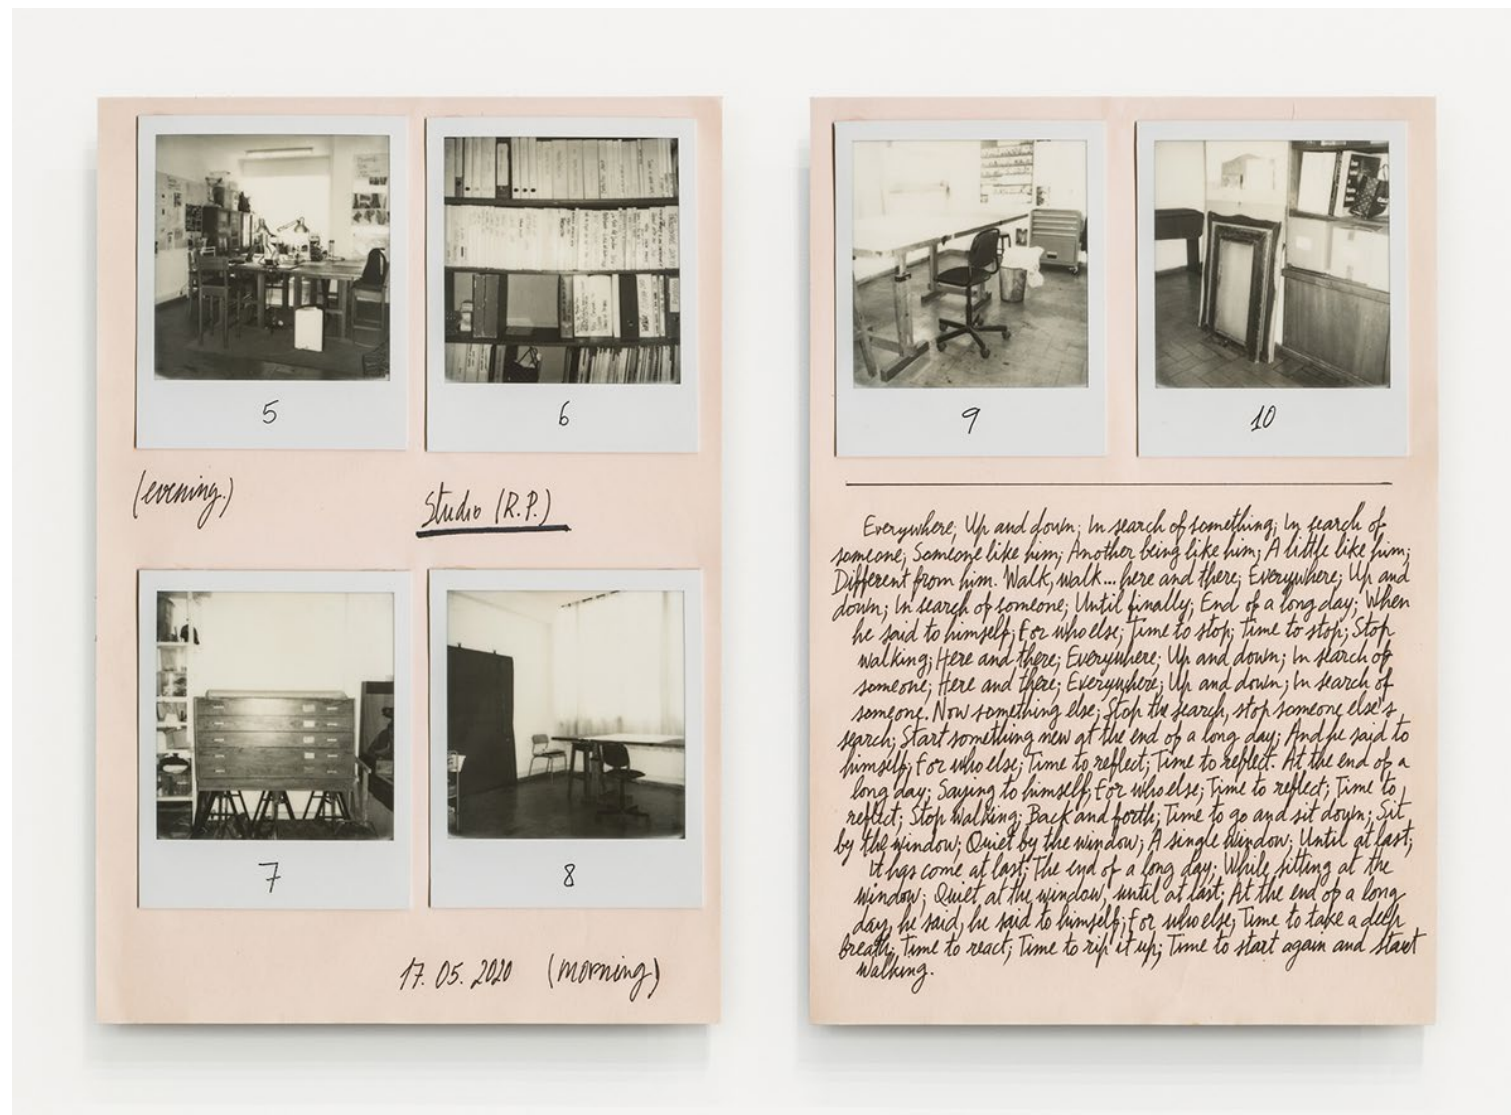 5
6
(evening.)
Studio (R.P.)
7
8
17.05.2020 (morning)
9
10
Everywhere; Up and down; In search of something; In search of
someone; Someone like him; Another being like him; A little like him;
Different from him. Walk, walk... here and there; Everywhere; Up and
down; In search of someone; Until finally; End of a long day; When
he said to himself; For who else; Time to stop; Time to stop; Stop
walking; Here and there; Everywhere; Up and down; In search of
someone; Here and there; Everywhere; Up and down; In search of
someone. Now something else; Stop the search, stop someone else's
search; Start something new at the end of a long day; And he said to
himself; For who else; Time to reflect; Time to reflect. At the end of a
long day; Saying to himself; For who else; Time to reflect; Time to
reflect; Stop walking; Back and forth; Time to go and sit down; Sit
by the window; Quiet by the window; A single window; Until at last;
It has come at last; The end of a long day; While sitting at the
window; Quiet at the window, until at last; At the end of a long
day, he said, he said to himself; For who else; Time to take a deep
breath; Time to react; Time to rip it up; Time to start again and start
walking.